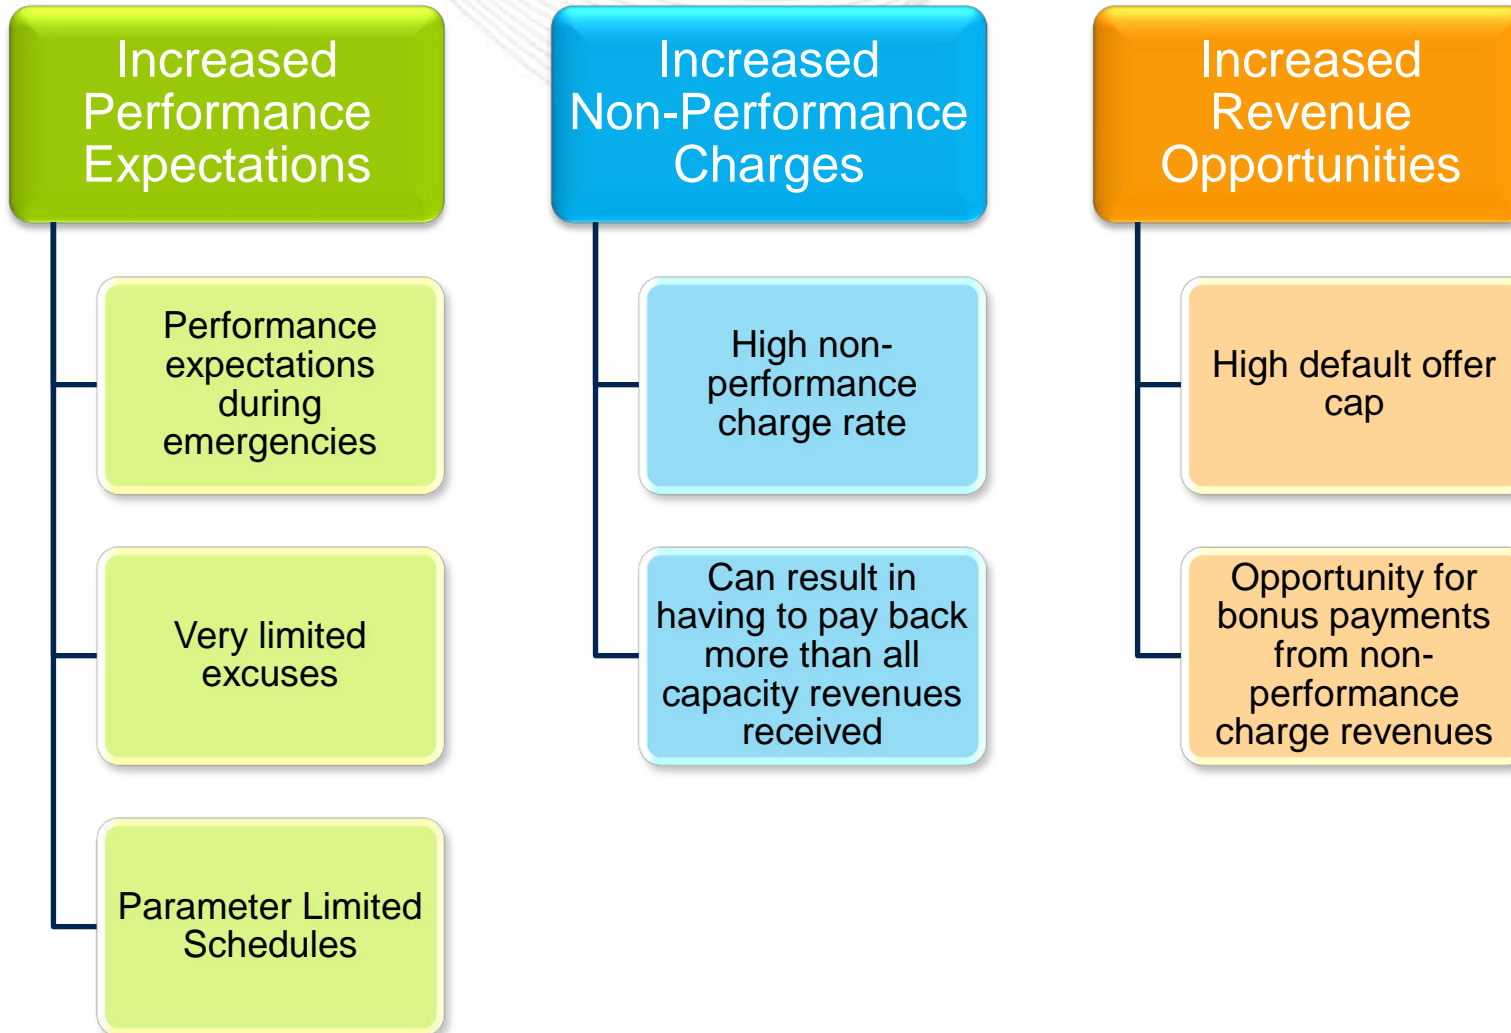 Increased
Performance
Expectations
Performance
expectations
during
emergencies
Very limited
excuses
Parameter Limited
Schedules
Increased
Non-Performance
Charges
High non-
performance
charge rate
Can result in
having to pay back
more than all
capacity revenues
received
Increased
Revenue
Opportunities
High default offer
cap
Opportunity for
bonus payments
from non-
performance
charge revenues